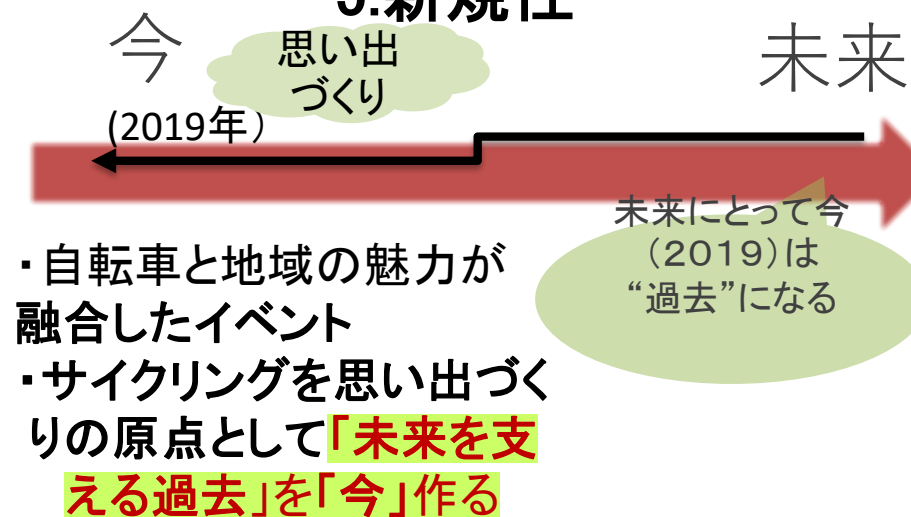 5.新規性
今
未来
思い出
づくり
(2019年）
未来にとって今
（2019）は
“過去”になる
・自転車と地域の魅力が
融合したイベント
・サイクリングを思い出づく
りの原点として「未来を支
える過去」を「今」作る